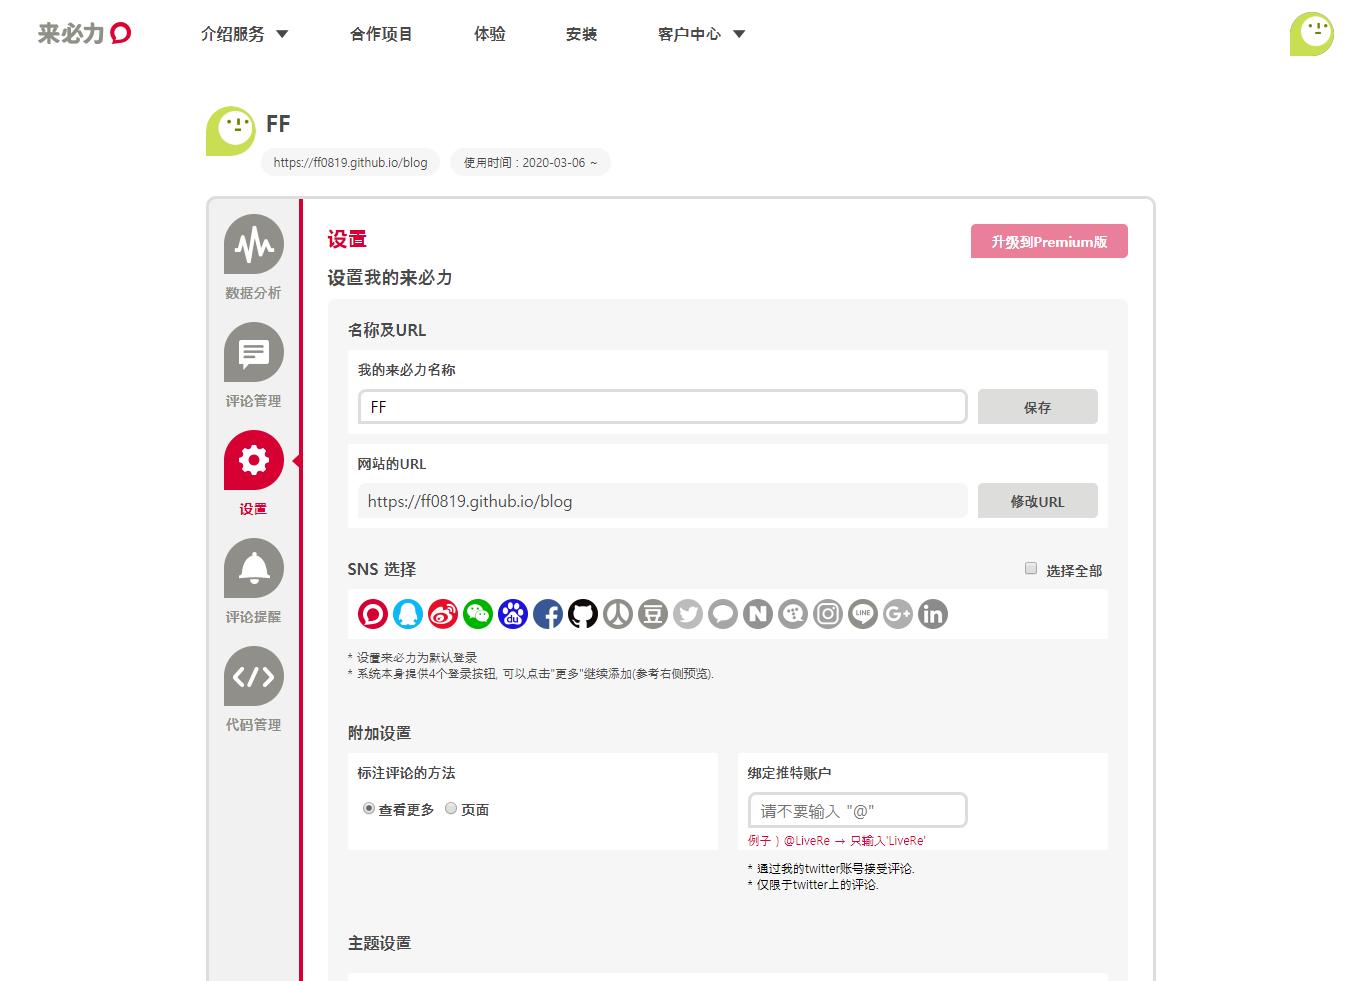 来必力
介绍服务 合作项目 体验 安装 客户中心
FF
https://ff0819.github.io/blog 使用时间 : 2020-03-06 ~
数据分析
评论管理
设置
评论提醒
代码管理
设置
升级到Premium版
设置我的来必力
名称及URL
我的来必力名称
FF 保存
网站的URL
https://ff0819.github.io/blog 修改URL
SNS 选择 选择全部
du 豆 N LINE G+ in
* 设置来必力为默认登录
* 系统本身提供4个登录按钮, 可以点击"更多"继续添加(参考右侧预览).
附加设置
标注评论的方法
查看更多 页面
绑定推特账户
请不要输入 "@"
例子 ) @LiveRe → 只输入'LiveRe'
* 通过我的twitter账号接受评论.
* 仅限于twitter上的评论.
主题设置